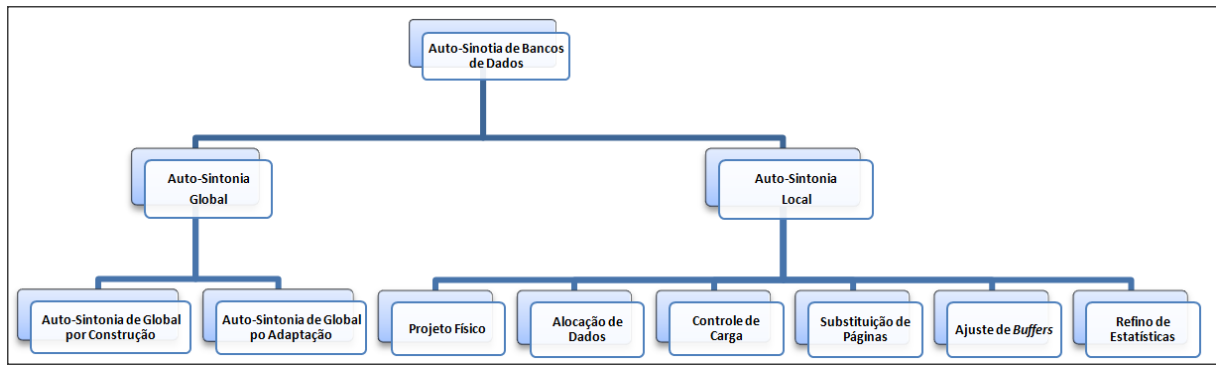 Auto-Sinotia de Bancos
de Dados
Auto-Sintonia
Global
Auto-Sintonia
Local
Auto-Sintonia de Global
por Construção
Auto-Sintonia de Global
po Adaptação
Projeto Físico
Alocação de
Dados
Controle de
Carga
Substituição de
Páginas
Ajuste de Buffers
Refino de
Estatísticas